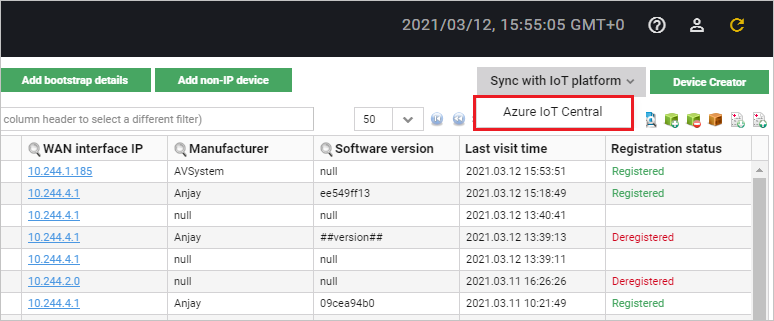 2021/03/12, 15:55:05 GMT+0
Add bootstrap details Add non-IP device Sync with IoT platform Device Creator
column header to select a different filter) 50 Azure IoT Central
WAN interface IP Manufacturer Software version Last visit time Registration status
10.244.1.185 AVSystem null 2021.03.12 15:53:51 Registered
10.244.4.1 Anjay ee549ff13 2021.03.12 15:18:49 Registered
10.244.4.1 null null 2021.03.12 13:40:41
10.244.4.1 Anjay ##version## 2021.03.12 13:39:13 Deregistered
10.244.4.1 null null 2021.03.12 13:39:11
10.244.2.0 null null 2021.03.11 16:26:26 Deregistered
10.244.4.1 Anjay 09cea94b0 2021.03.11 10:21:49 Registered